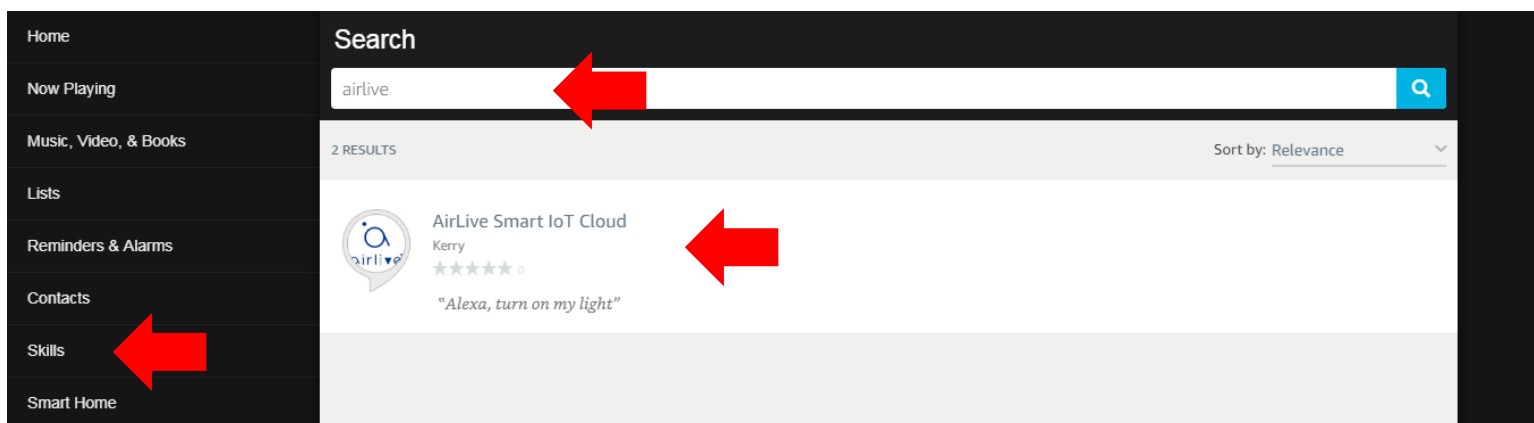 Home
Now Playing
Music, Video, & Books
Lists
Reminders & Alarms
Contacts
Skills
Smart Home
Search
airlive
2 RESULTS
Sort by: Relevance
airlive
AirLive Smart IoT Cloud
Kerry
0
"Alexa, turn on my light"